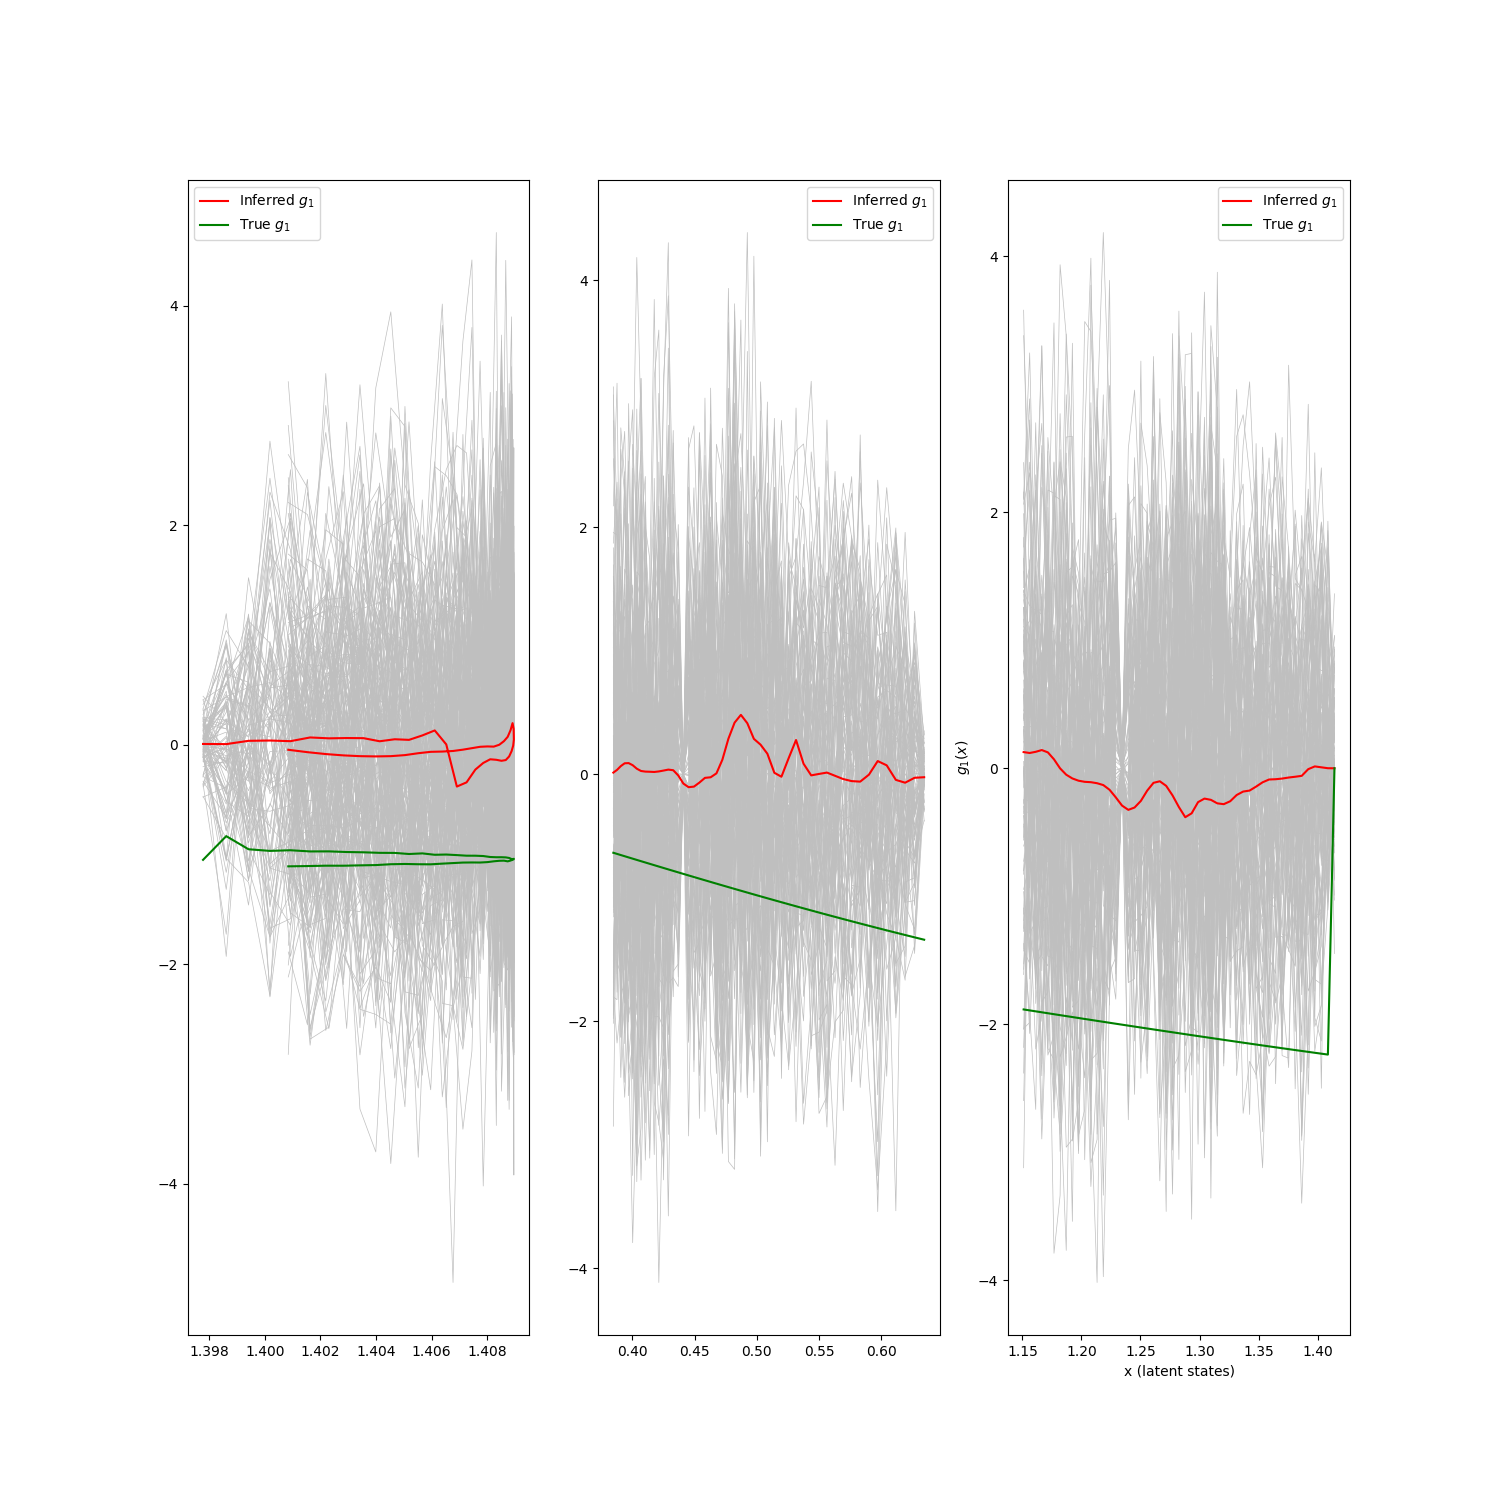 Inferred g₁
True g₁
4
2
0
−2
−4
1.398 1.400 1.402 1.404 1.406 1.408
Inferred g₁
True g₁
4
2
0
−2
−4
0.40 0.45 0.50 0.55 0.60
Inferred g₁
True g₁
g₁(x)
4
2
0
−2
−4
1.15 1.20 1.25 1.30 1.35 1.40
x (latent states)